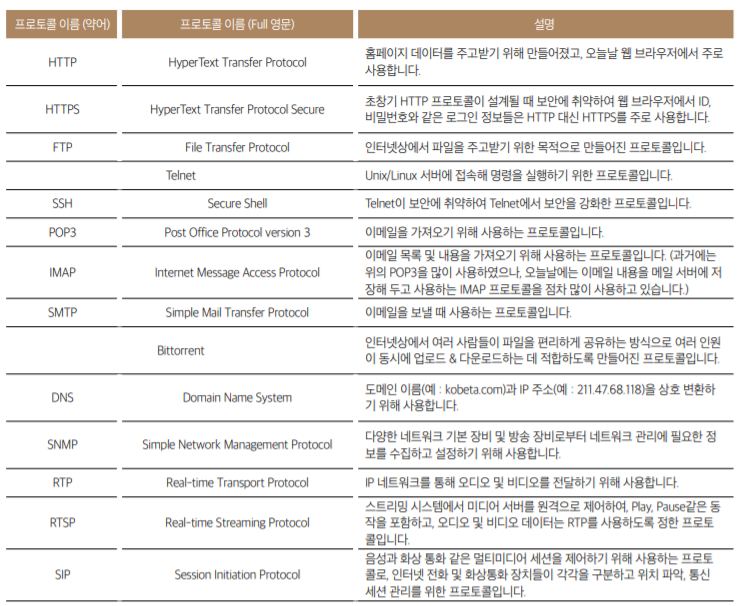 프로토콜 이름 (약어) 프로토콜 이름 (Full 영문) 설명
HTTP HyperText Transfer Protocol 홈페이지 데이터를 주고받기 위해 만들어졌고, 오늘날 웹 브라우저에서 주로
사용합니다.
HTTPS HyperText Transfer Protocol Secure 초창기 HTTP 프로토콜이 설계될 때 보안에 취약하여 웹 브라우저에서 ID,
비밀번호와 같은 로그인 정보들은 HTTP 대신 HTTPS를 주로 사용합니다.
FTP File Transfer Protocol 인터넷상에서 파일을 주고받기 위한 목적으로 만들어진 프로토콜입니다.
Telnet Unix/Linux 서버에 접속해 명령을 실행하기 위한 프로토콜입니다.
SSH Secure Shell Telnet이 보안에 취약하여 Telnet에서 보안을 강화한 프로토콜입니다.
POP3 Post Office Protocol version 3 이메일을 가져오기 위해 사용하는 프로토콜입니다.
IMAP Internet Message Access Protocol 이메일 목록 및 내용을 가져오기 위해 사용하는 프로토콜입니다. (과거에는
위의 POP3을 많이 사용하였으나, 오늘날에는 이메일 내용을 메일 서버에 저
장해 두고 사용하는 IMAP 프로토콜을 점차 많이 사용하고 있습니다.)
SMTP Simple Mail Transfer Protocol 이메일을 보낼 때 사용하는 프로토콜입니다.
Bittorrent 인터넷상에서 여러 사람들이 파일을 편리하게 공유하는 방식으로 여러 인원
이 동시에 업로드 & 다운로드하는 데 적합하도록 만들어진 프로토콜입니다.
DNS Domain Name System 도메인 이름(예 : kobeta.com)과 IP 주소(예 : 211.47.68.118)을 상호 변환하
기 위해 사용합니다.
SNMP Simple Network Management Protocol 다양한 네트워크 기본 장비 및 방송 장비로부터 네트워크 관리에 필요한 정
보를 수집하고 설정하기 위해 사용합니다.
RTP Real-time Transport Protocol IP 네트워크를 통해 오디오 및 비디오를 전달하기 위해 사용합니다.
RTSP Real-time Streaming Protocol 스트리밍 시스템에서 미디어 서버를 원격으로 제어하여, Play, Pause같은 동
작을 포함하고, 오디오 및 비디오 데이터는 RTP를 사용하도록 정한 프로토
콜입니다.
SIP Session Initiation Protocol 음성과 화상 통화 같은 멀티미디어 세션을 제어하기 위해 사용하는 프로토
콜로, 인터넷 전화 및 화상통화 장치들이 각각을 구분하고 위치 파악, 통신
세션 관리를 위한 프로토콜입니다.